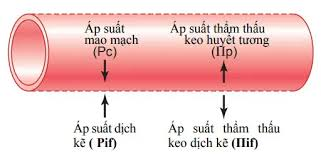 Áp suất
mao mạch
(Pc)
Áp suất thẩm thấu
keo huyết tương
(Πp)
Áp suất dịch
kẽ ( Pif)
Áp suất thẩm thấu
keo dịch kẽ (Πif)